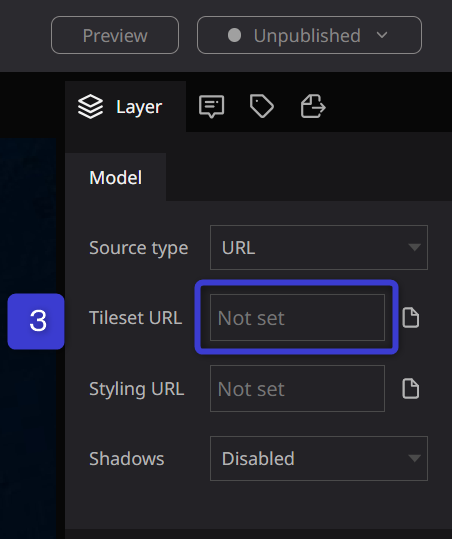 Preview
Unpublished
Layer
Model
Source type
URL
3
Tileset URL
Not set
Styling URL
Not set
Shadows
Disabled